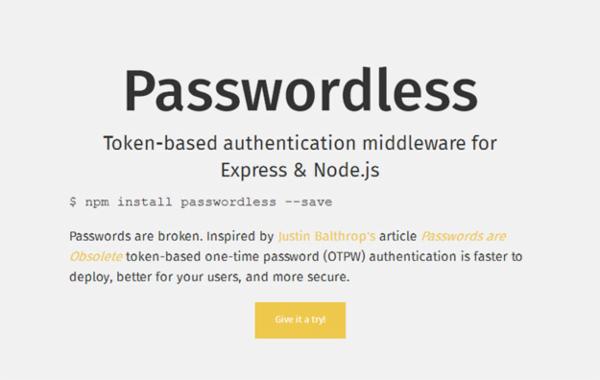 Passwordless
Token-based authentication middleware for
Express & Node.js
$ npm install passwordless --save
Passwords are broken. Inspired by Justin Balthrop's article Passwords are
Obsolete token-based one-time password (OTPW) authentication is faster to
deploy, better for your users, and more secure.
Give it a try!